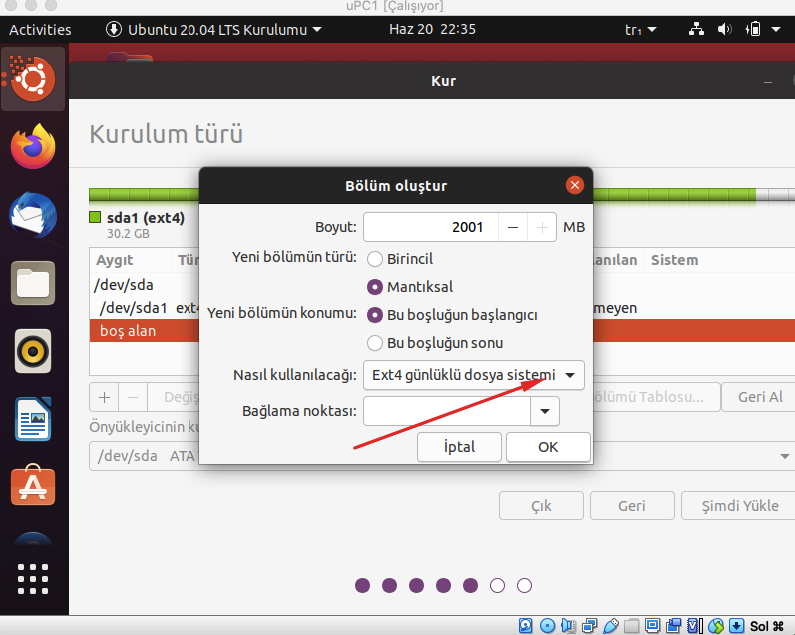 uPC1 [Çalışıyor]
Activities Ubuntu 20.04 LTS Kurulumu Haz 20 22:35 tr₁
Kur
Kurulum türü
Bölüm oluştur
sda1 (ext4)
30.2 GB
Boyut: 2001 MB
Yeni bölümün türü: Birincil
Mantıksal
Yeni bölümün konumu: Bu boşluğun başlangıcı
Bu boşluğun sonu
Nasıl kullanılacağı: Ext4 günlüklü dosya sistemi
Bağlama noktası:
İptal OK
Aygıt Tür anılan Sistem
/dev/sda
/dev/sda1 ext4 meyen
boş alan
+ − Değiş ölümü Tablosu... Geri Al
Önyükleyicinin ku
/dev/sda ATA
Çık Geri Şimdi Yükle
Sol ⌘